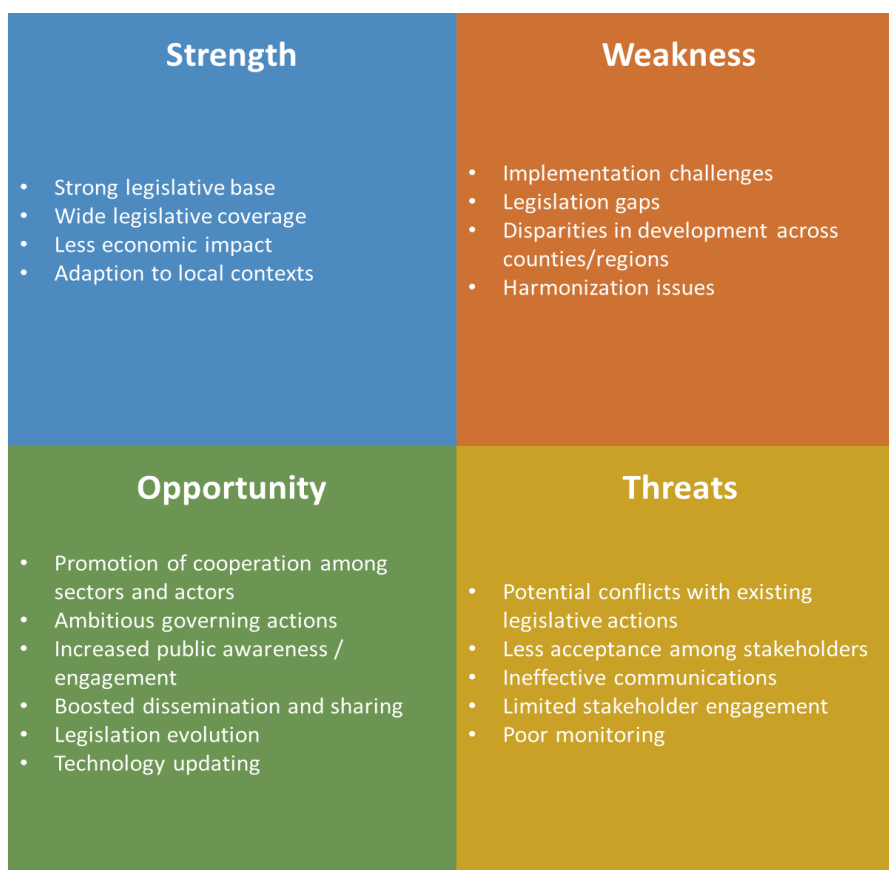 Strength
• Strong legislative base
• Wide legislative coverage
• Less economic impact
• Adaption to local contexts
Weakness
• Implementation challenges
• Legislation gaps
• Disparities in development across
counties/regions
• Harmonization issues
Opportunity
• Promotion of cooperation among
sectors and actors
• Ambitious governing actions
• Increased public awareness /
engagement
• Boosted dissemination and sharing
• Legislation evolution
• Technology updating
Threats
• Potential conflicts with existing
legislative actions
• Less acceptance among stakeholders
• Ineffective communications
• Limited stakeholder engagement
• Poor monitoring